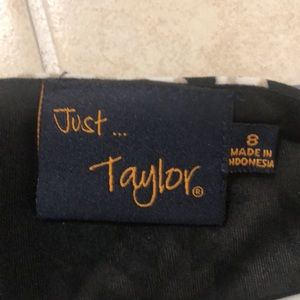 Just ...
Taylor®
8
MADE IN
INDONESIA